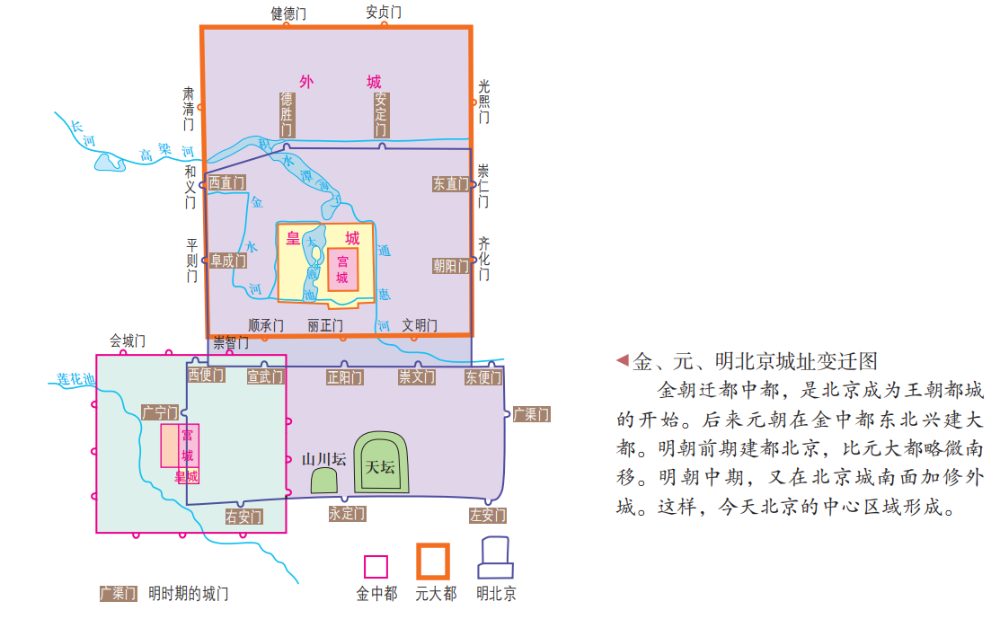 健德门
安贞门
外 城
肃清门
德胜门
安定门
光熙门
长河
高梁河
积水潭(海子)
和义门
西直门
东直门
崇仁门
金水河
皇 城
太液池
宫城
通惠河
平则门
阜成门
朝阳门
齐化门
顺承门
丽正门
文明门
会城门
崇智门
莲花池
西便门
宣武门
正阳门
崇文门
东便门
广宁门
广渠门
宫城
皇城
山川坛
天坛
右安门
永定门
左安门
广渠门 明时期的城门
金中都
元大都
明北京
金、元、明北京城址变迁图
金朝迁都中都，是北京成为王朝都城
的开始。后来元朝在金中都东北兴建大
都。明朝前期建都北京，比元大都略微南
移。明朝中期，又在北京城南面加修外
城。这样，今天北京的中心区域形成。